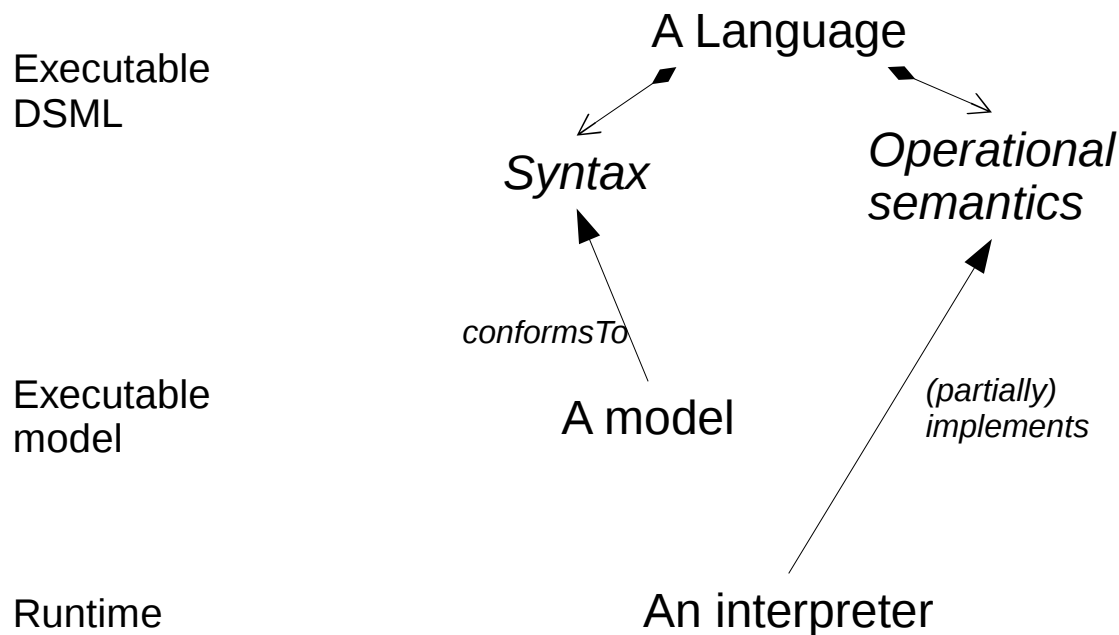 A Language
Executable
DSML
Syntax
Operational
semantics
conformsTo
Executable
model
A model
(partially)
implements
Runtime
An interpreter